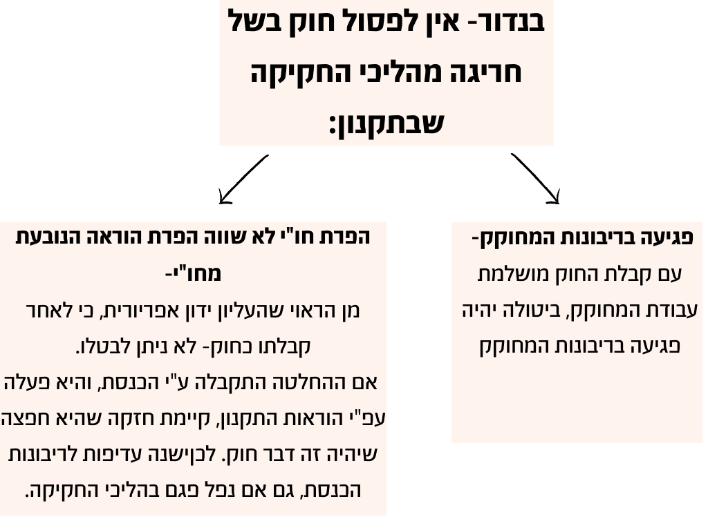 בנדור- אין לפסול חוק בשל
חריגה מהליכי החקיקה
שבתקנון:
פגיעה בריבונות המחוקק-
עם קבלת החוק מושלמת
עבודת המחוקק, ביטולה יהיה
פגיעה בריבונות המחוקק
הפרת חו"י לא שווה הפרת הוראה הנובעת
מחו"י-
מן הראוי שהעליון ידון אפריורית, כי לאחר
קבלתו כחוק- לא ניתן לבטלו.
אם ההחלטה התקבלה ע"י הכנסת, והיא פעלה
עפ"י הוראות התקנון, קיימת חזקה שהיא חפצה
שיהיה זה דבר חוק. לכןישנה עדיפות לריבונות
הכנסת, גם אם נפל פגם בהליכי החקיקה.